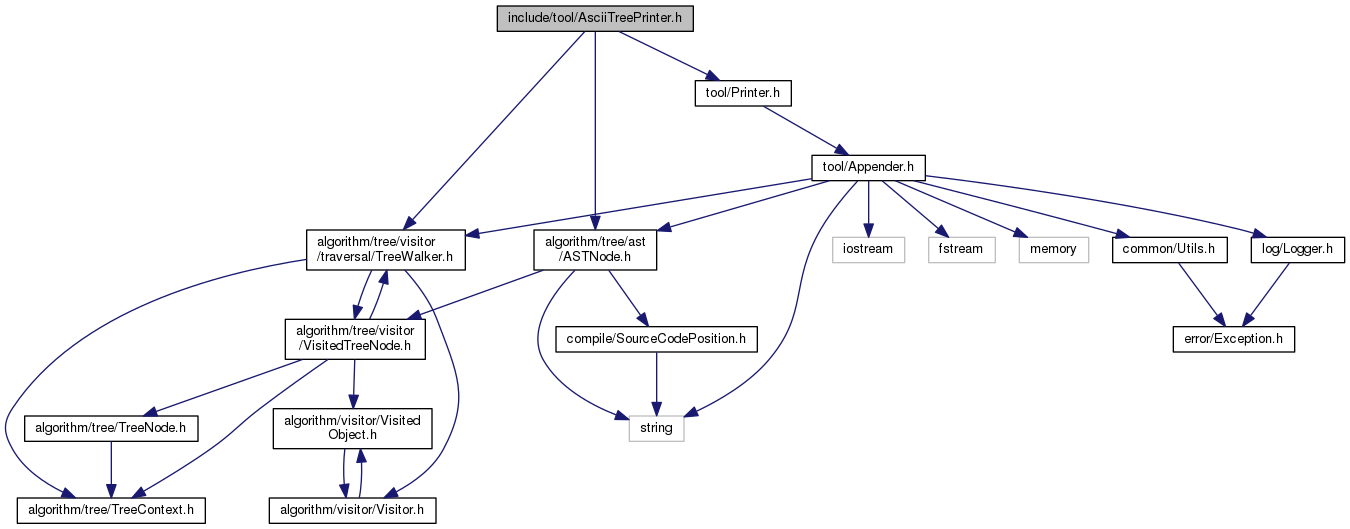 include/tool/AsciiTreePrinter.h
tool/Printer.h
tool/Appender.h
algorithm/tree/visitor
/traversal/TreeWalker.h
algorithm/tree/ast
/ASTNode.h
iostream
fstream
memory
common/Utils.h
log/Logger.h
algorithm/tree/visitor
/VisitedTreeNode.h
compile/SourceCodePosition.h
error/Exception.h
algorithm/tree/TreeNode.h
algorithm/visitor/Visited
Object.h
string
algorithm/tree/TreeContext.h
algorithm/visitor/Visitor.h